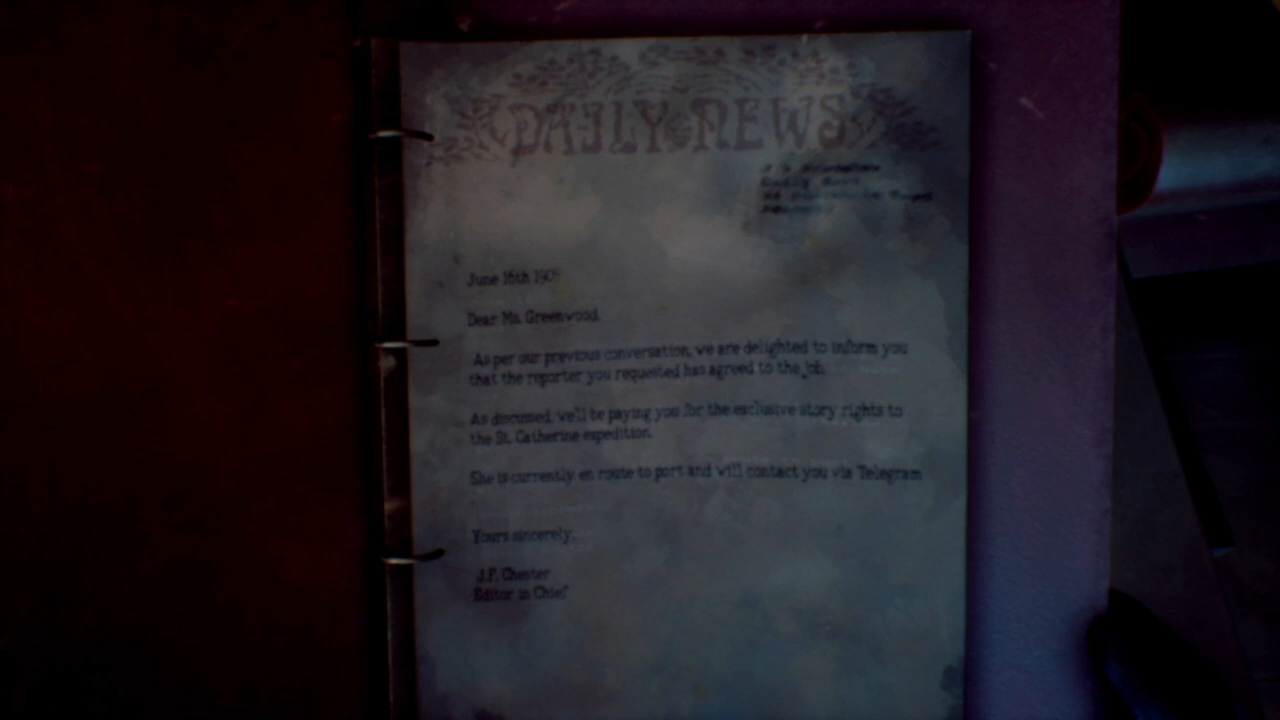 DAILY NEWS
June 16th
Dear Ms. Greenwood,
As per our previous conversation, we are delighted to inform you
that the reporter you requested has agreed to the job.
As discussed, we'll be paying you for the exclusive story rights to
the St. Catherine expedition.
She is currently en route to port and will contact you via Telegram
Yours sincerely,
J.F. Chester
Editor in Chief